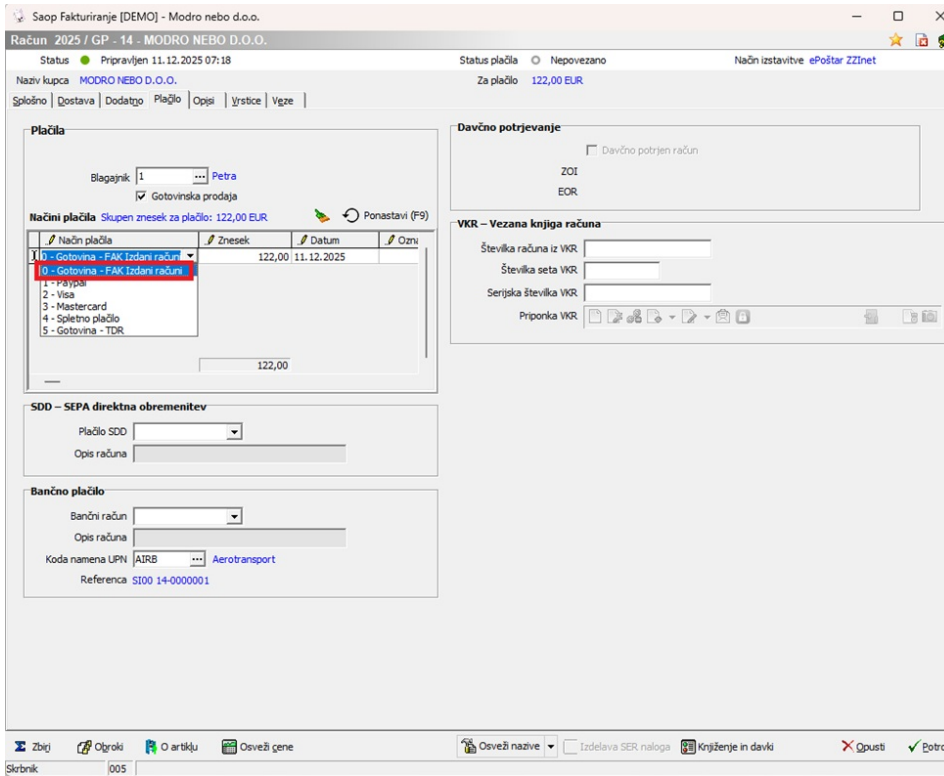 Saop Fakturiranje [DEMO] - Modro nebo d.o.o.
Račun 2025 / GP - 14 - MODRO NEBO D.O.O.
Status Pripravljen 11.12.2025 07:18 Status plačila Nepovezano Način izstavitve ePoštar ZZInet
Naziv kupca MODRO NEBO D.O.O. Za plačilo 122,00 EUR
Splošno Dostava Dodatno Plačilo Opisi Vrstice Veze
Plačila
Blagajnik 1 ... Petra
Gotovinska prodaja
Načini plačila Skupen znesek za plačilo: 122,00 EUR Ponastavi (F9)
Način plačila Znesek Datum Ozna
0 - Gotovina - FAK Izdani računi 122,00 11.12.2025
0 - Gotovina - FAK Izdani računi
1 - Paypal
2 - Visa
3 - Mastercard
4 - Spletno plačilo
5 - Gotovina - TDR
122,00
SDD – SEPA direktna obremenitev
Plačilo SDD
Opis računa
Bančno plačilo
Bančni račun
Opis računa
Koda namena UPN AIRB ... Aerotransport
Referenca SI00 14-0000001
Davčno potrjevanje
Davčno potrjen račun
ZOI
EOR
VKR – Vezana knjiga računa
Številka računa iz VKR
Številka seta VKR
Serijska številka VKR
Priponka VKR
Zbirj Obroki O artiklu Osveži cene Osveži nazive Izdelava SER naloga Knjiženje in davki Opusti Potrd
Skrbnik 005